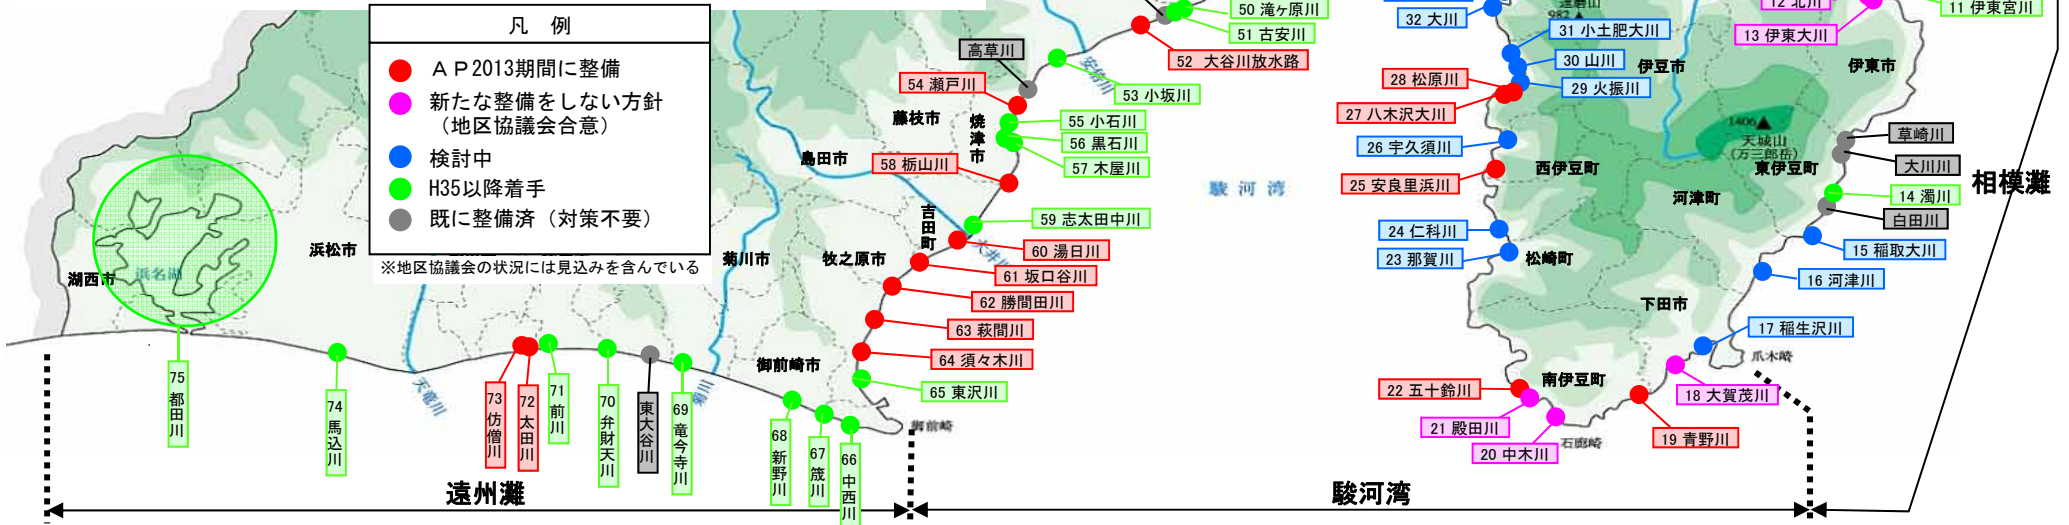 凡 例
ＡＰ2013期間に整備
新たな整備をしない方針
（地区協議会合意）
検討中
H35以降着手
既に整備済（対策不要）
※地区協議会の状況には見込みを含んでいる
50 滝ヶ原川
51 古安川
52 大谷川放水路
高草川
53 小坂川
54 瀬戸川
55 小石川
56 黒石川
57 木屋川
58 栃山川
59 志太田中川
60 湯日川
61 坂口谷川
62 勝間田川
63 萩間川
64 須々木川
65 東沢川
66 中西川
67 筬川
68 新野川
69 竜今寺川
東大谷川
70 弁財天川
71 前川
72 太田川
73 仿僧川
74 馬込川
75 都田川
湖西市
浜名湖
浜松市
天竜川
菊川市
牧之原市
御前崎市
御前崎
吉田町
島田市
藤枝市
焼津市
安倍川
大井川
駿河湾
32 大川
31 小土肥大川
30 山川
29 火振川
28 松原川
27 八木沢大川
26 宇久須川
25 安良里浜川
24 仁科川
23 那賀川
22 五十鈴川
21 殿田川
20 中木川
19 青野川
18 大賀茂川
17 稲生沢川
16 河津川
15 稲取大川
白田川
14 濁川
大川川
草崎川
13 伊東大川
12 北川
11 伊東宮川
達磨山
982
伊豆市
伊東市
1406
天城山
(万三郎岳)
西伊豆町
東伊豆町
河津町
松崎町
下田市
南伊豆町
爪木崎
石廊崎
相模灘
遠州灘
駿河湾